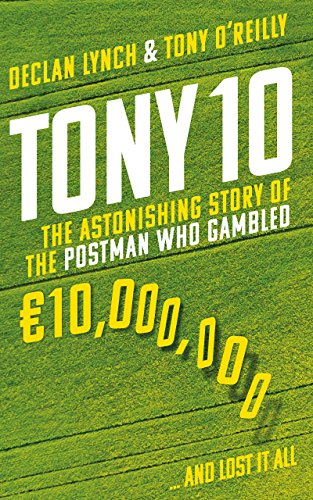 DECLAN LYNCH & TONY O'REILLY
TONY 10
THE ASTONISHING STORY OF
THE POSTMAN WHO GAMBLED
€10,000,000
... AND LOST IT ALL